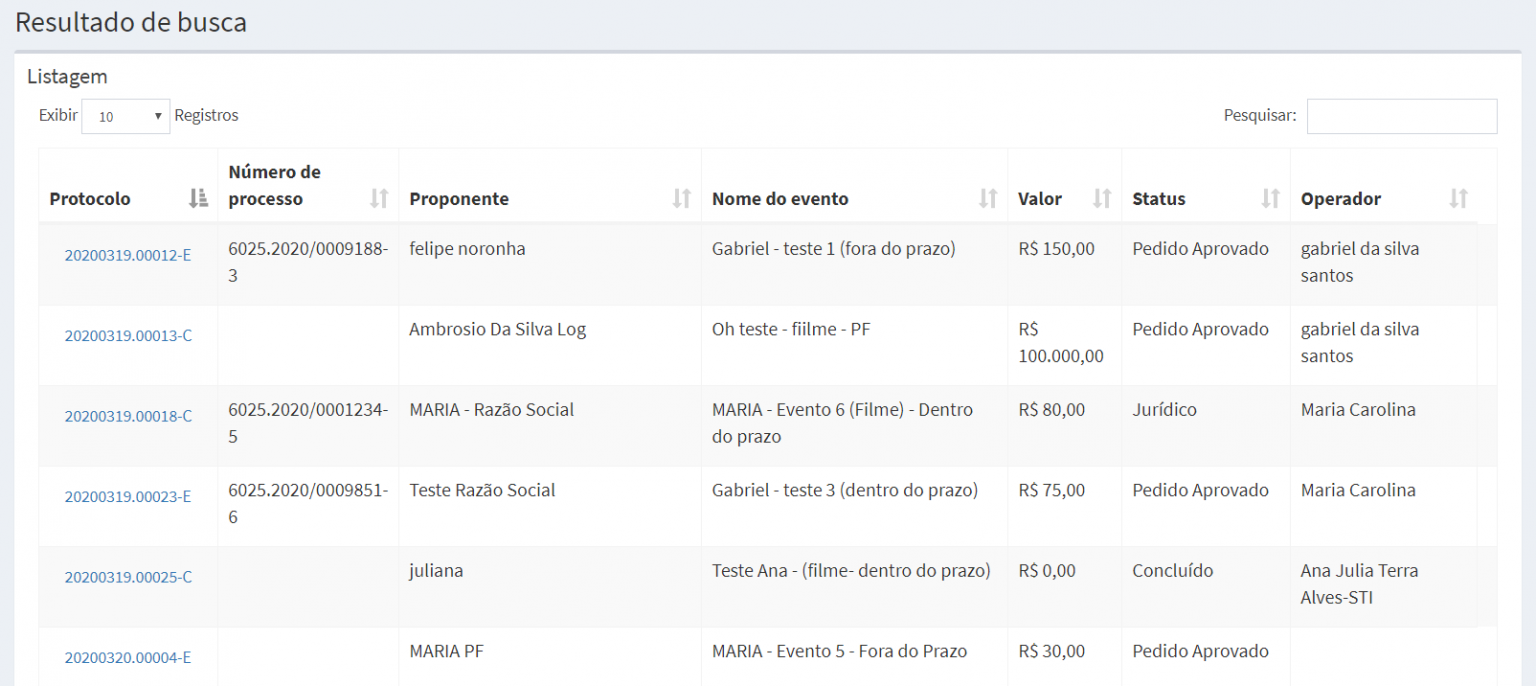 Resultado de busca
Listagem
Exibir 10 Registros Pesquisar:
Protocolo Número de processo Proponente Nome do evento Valor Status Operador
20200319.00012-E 6025.2020/0009188-3 felipe noronha Gabriel - teste 1 (fora do prazo) R$ 150,00 Pedido Aprovado gabriel da silva santos
20200319.00013-C Ambrosio Da Silva Log Oh teste - fiilme - PF R$ 100.000,00 Pedido Aprovado gabriel da silva santos
20200319.00018-C 6025.2020/0001234-5 MARIA - Razão Social MARIA - Evento 6 (Filme) - Dentro do prazo R$ 80,00 Jurídico Maria Carolina
20200319.00023-E 6025.2020/0009851-6 Teste Razão Social Gabriel - teste 3 (dentro do prazo) R$ 75,00 Pedido Aprovado Maria Carolina
20200319.00025-C juliana Teste Ana - (filme- dentro do prazo) R$ 0,00 Concluído Ana Julia Terra Alves-STI
20200320.00004-E MARIA PF MARIA - Evento 5 - Fora do Prazo R$ 30,00 Pedido Aprovado